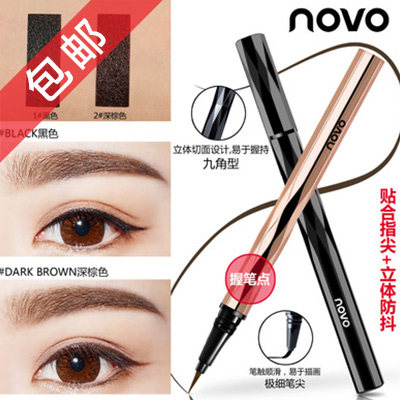 包邮
novo
1#黑色
2#深棕色
#BLACK黑色
立体切面设计,易于握持
九角型
novo
贴合指尖+立体防抖
#DARK BROWN深棕色
握笔点
novo
笔触顺滑，易于描画
极细笔尖